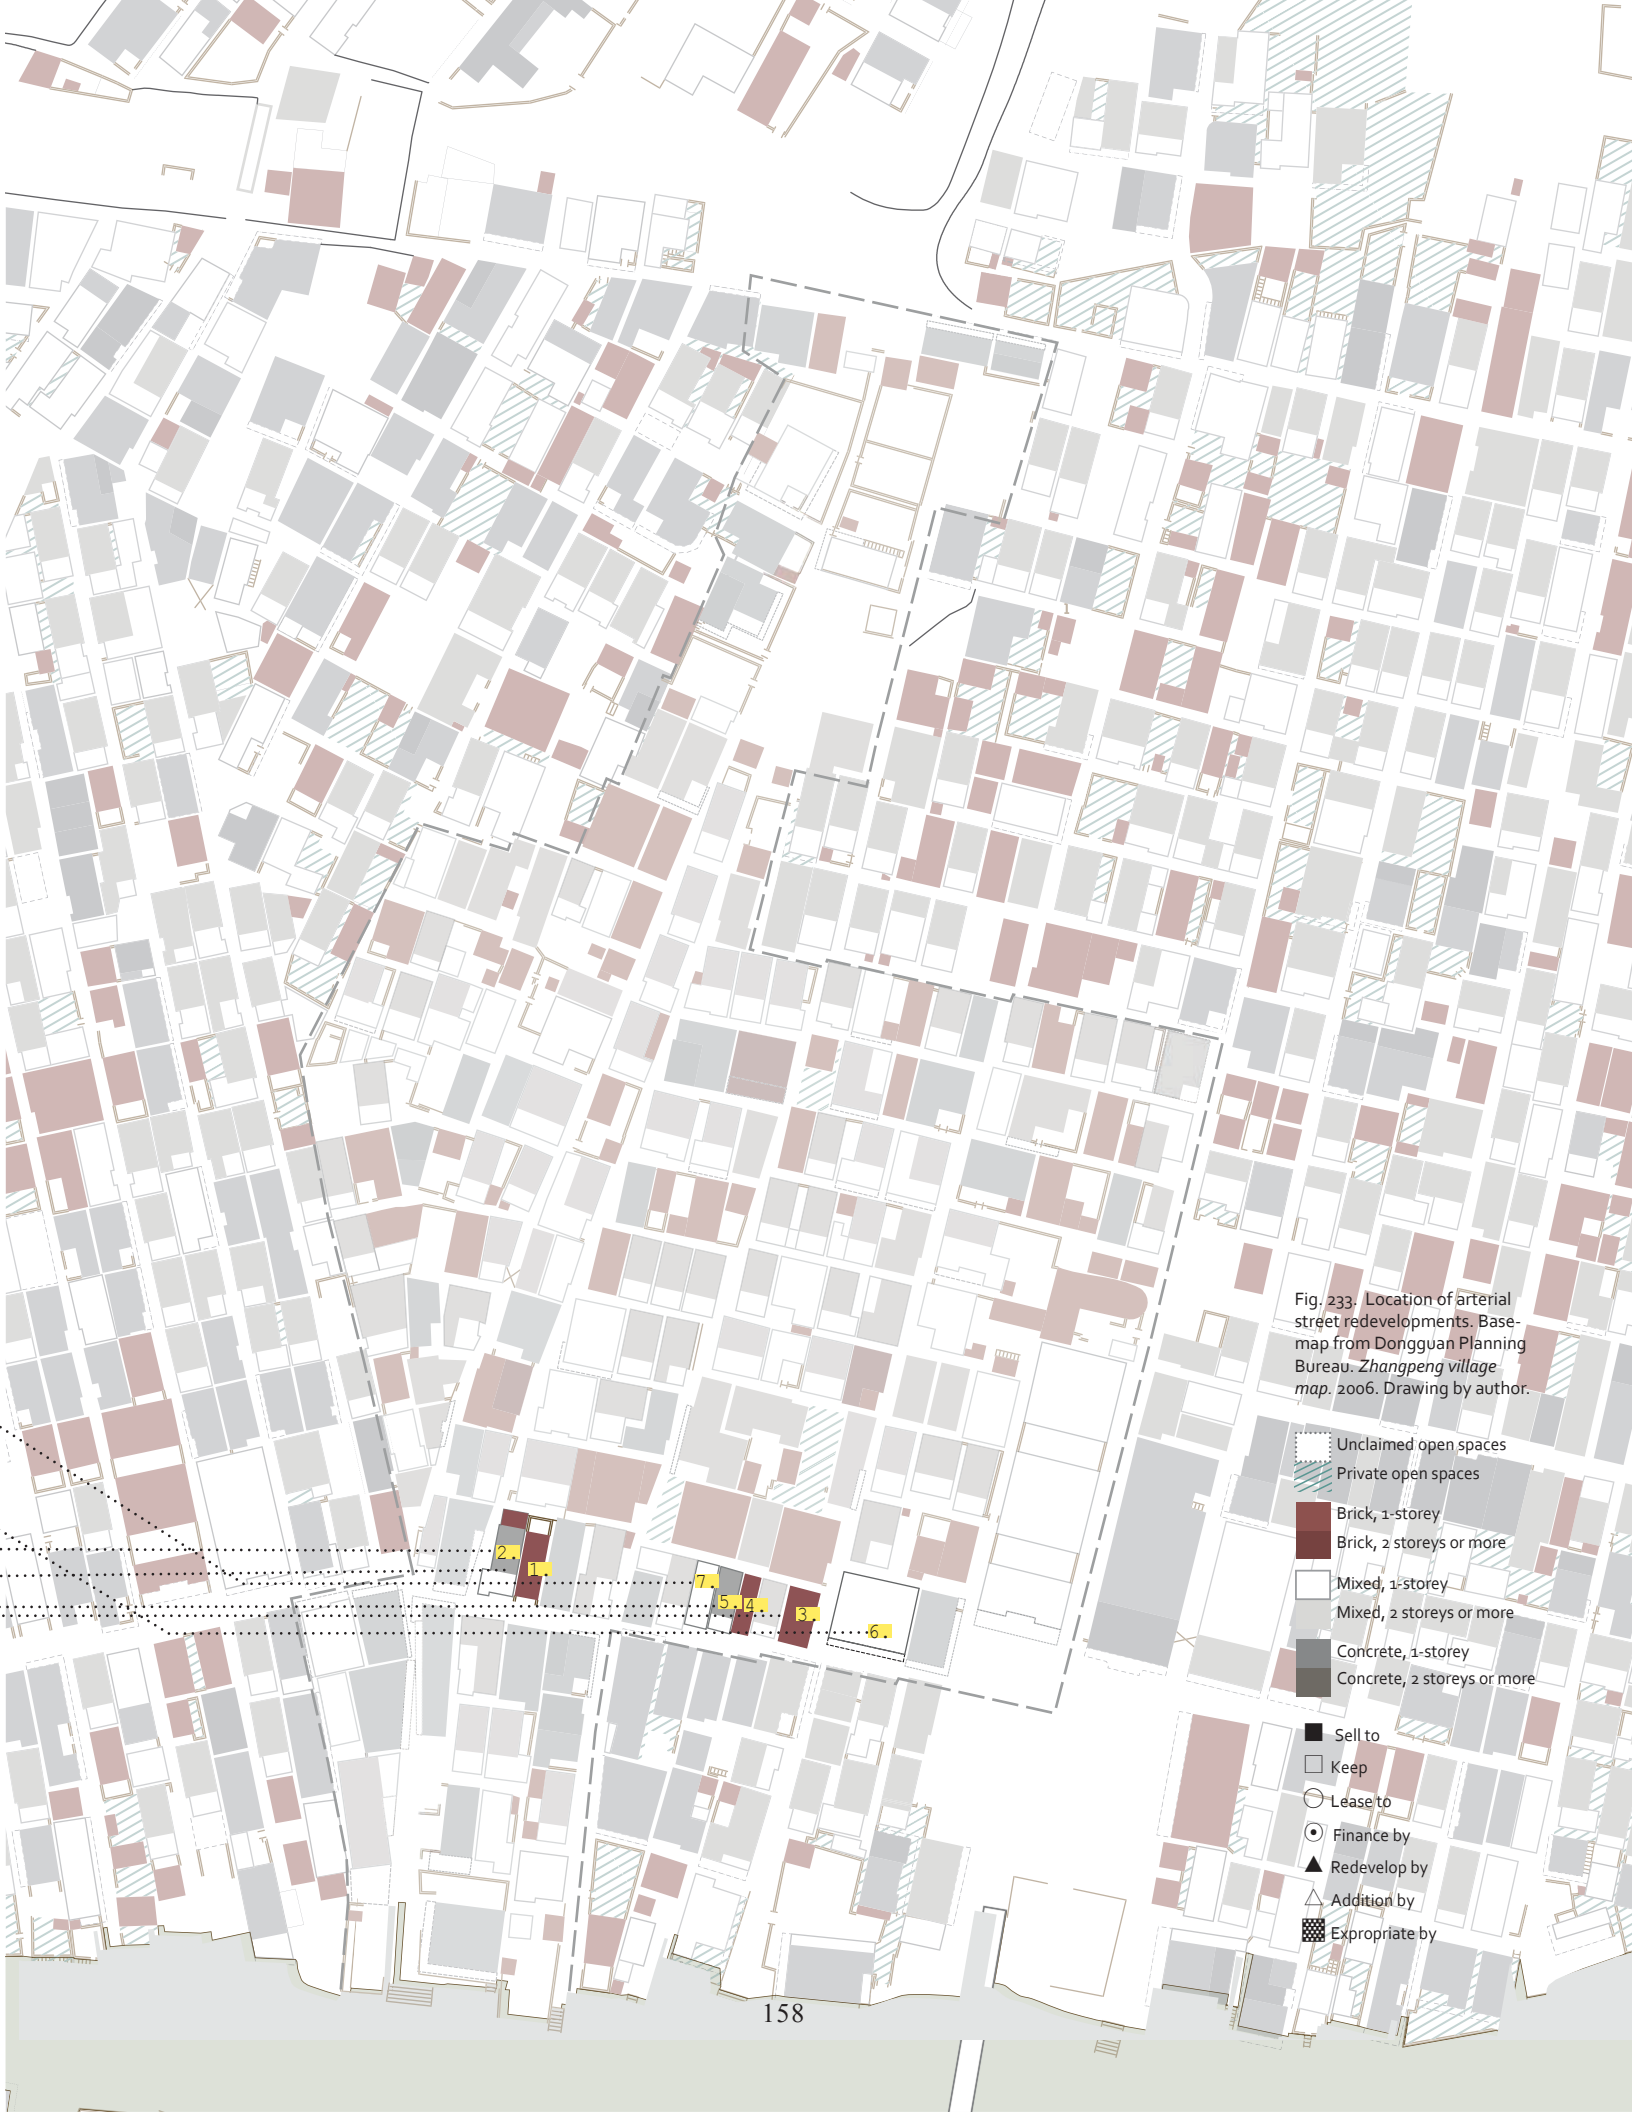 Fig. 233. Location of arterial
street redevelopments. Base-
map from Dongguan Planning
Bureau. Zhangpeng village
map. 2006. Drawing by author.
Unclaimed open spaces
Private open spaces
Brick, 1-storey
Brick, 2 storeys or more
Mixed, 1-storey
Mixed, 2 storeys or more
Concrete, 1-storey
Concrete, 2 storeys or more
Sell to
Keep
Lease to
Finance by
Redevelop by
Addition by
Expropriate by
2.
1.
7.
5.
4.
3.
6.
158